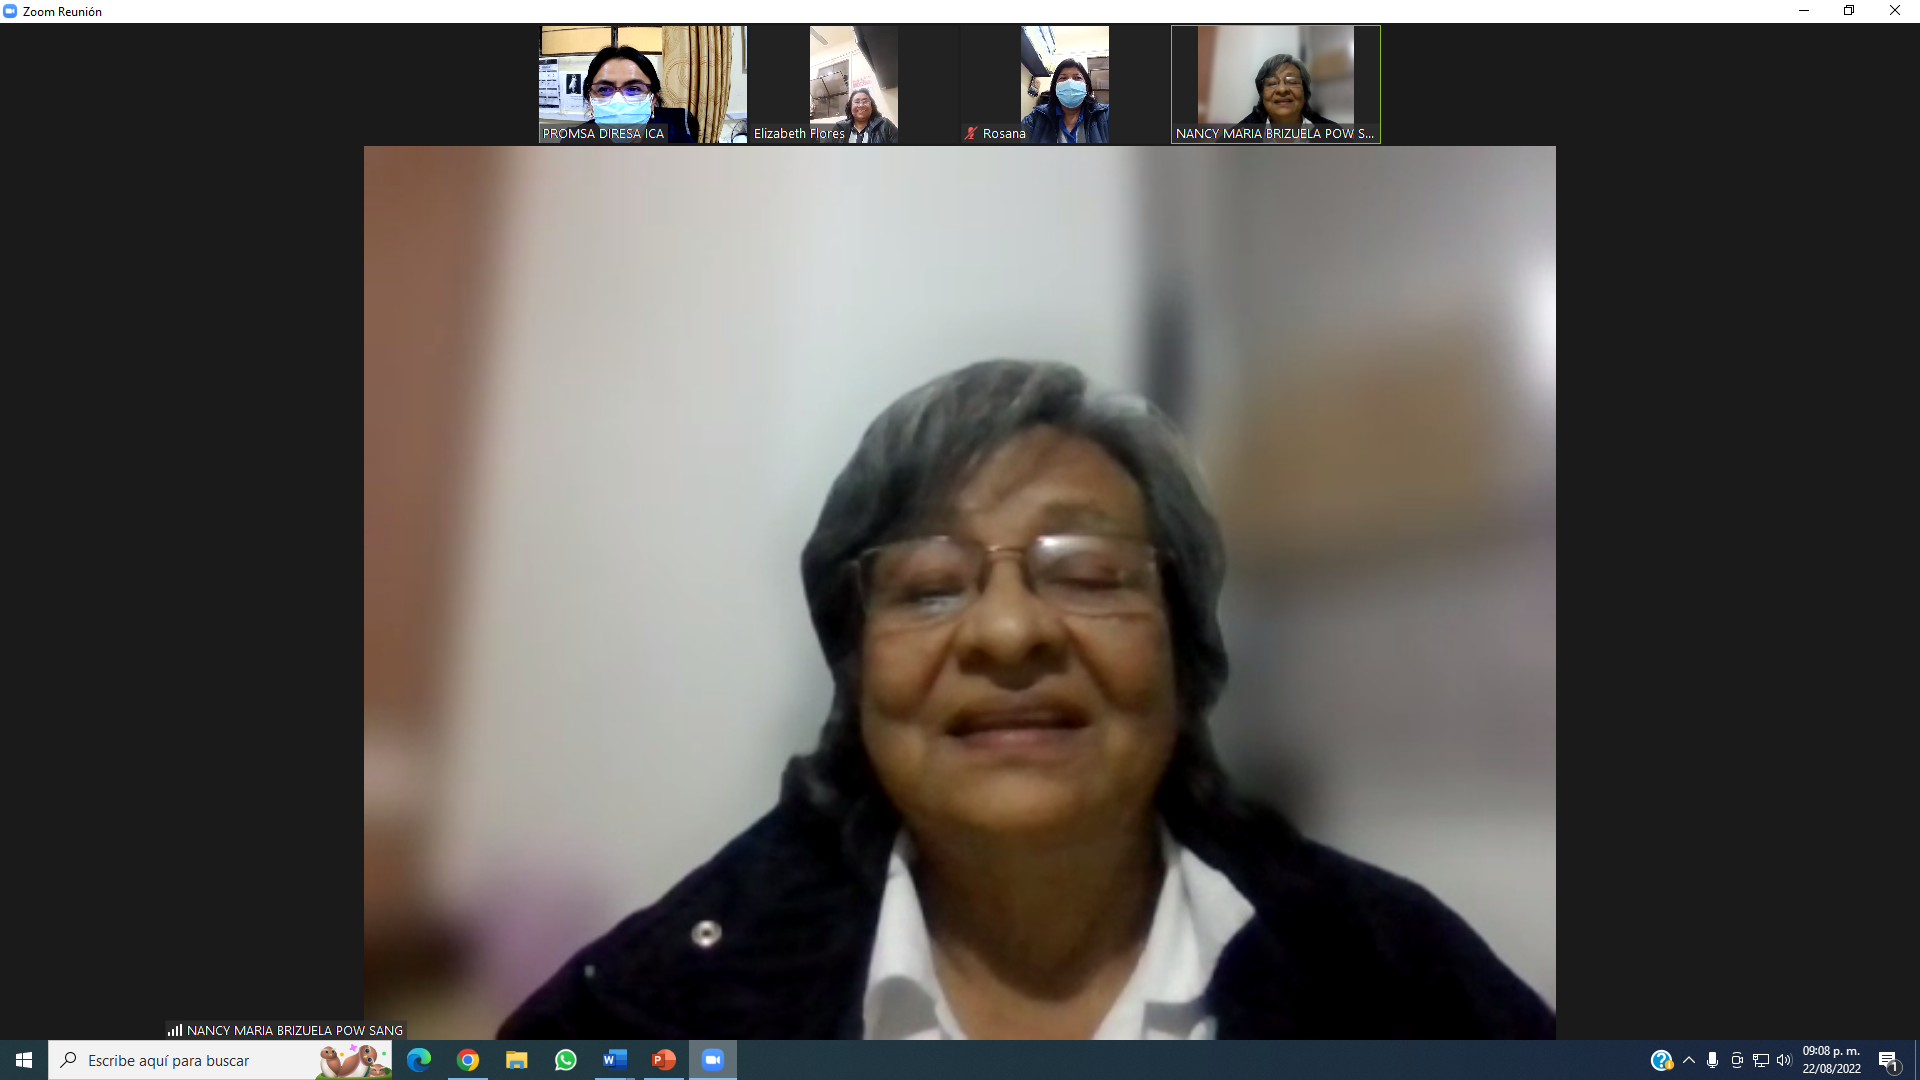 Zoom Reunión
PROMSA DIRESA ICA
Elizabeth Flores
Rosana
NANCY MARIA BRIZUELA POW S...
NANCY MARIA BRIZUELA POW SANG
Escribe aquí para buscar
09:08 p. m.
22/08/2022
1